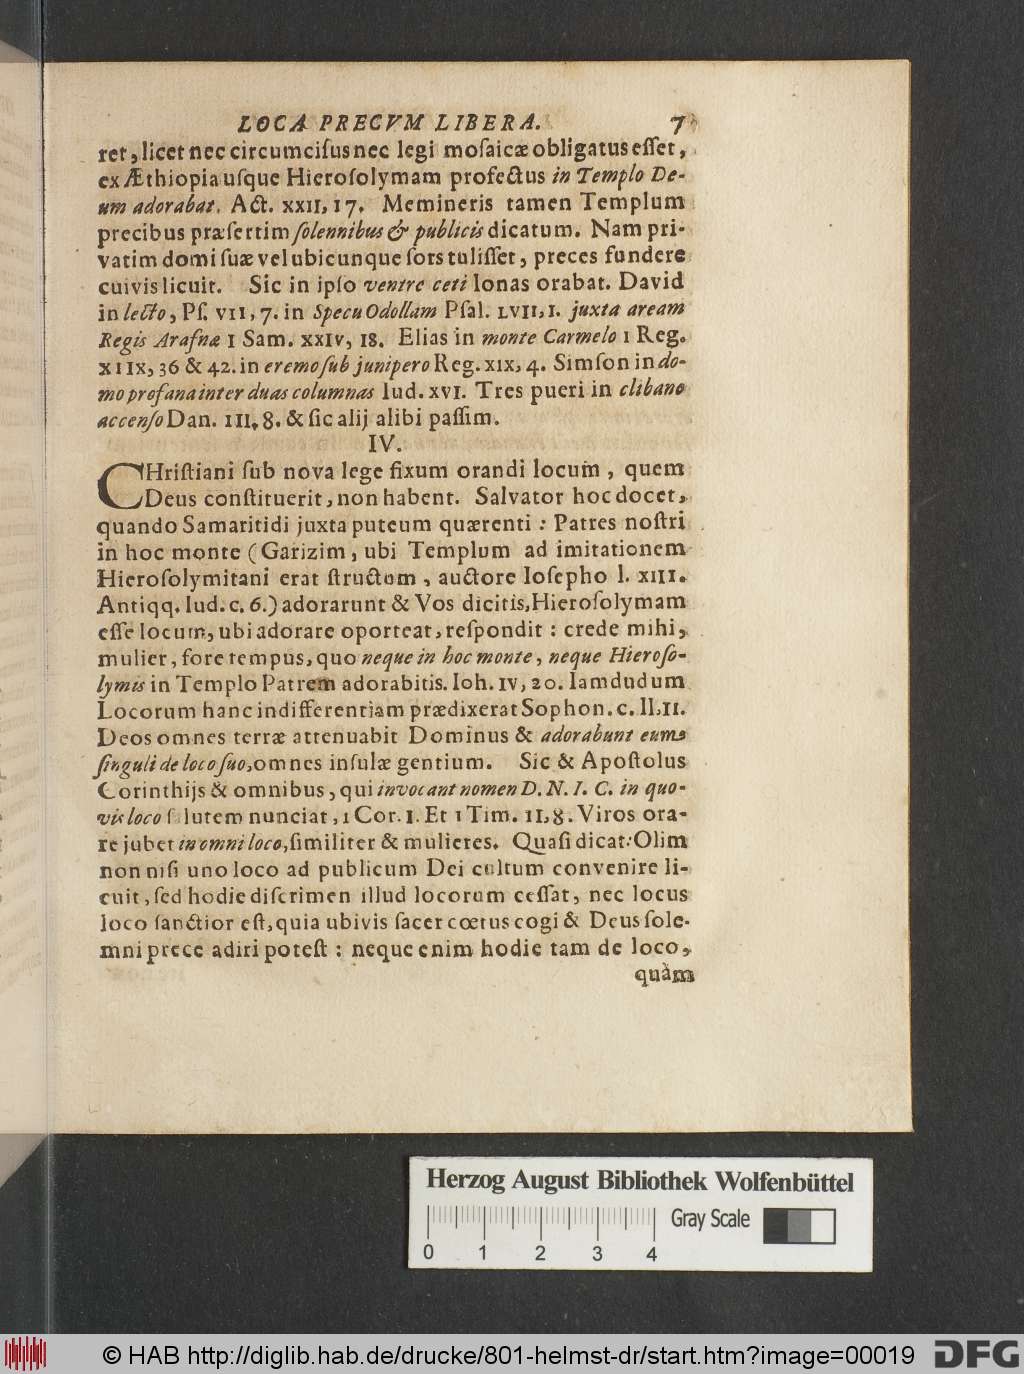 LOCA PRECVM LIBERA. 7
ret, licet nec circumciſus nec legi moſaicæ obligatus eſſet,
ex Æthiopia uſque Hieroſolymam profectus in Templo De-
um adorabat. Act. xxii, 17. Memineris tamen Templum
precibus præſertim ſolennibus & publicis dicatum. Nam pri-
vatim domi ſuæ vel ubicunque ſors tuliſſet, preces fundere
cuivis licuit. Sic in ipſo ventre ceti Ionas orabat. David
in lecto, Pſ. vii, 7. in Specu Odollam Pſal. lvii, 1. juxta aream
Regis Arafnæ 1 Sam. xxiv, 18. Elias in monte Carmelo 1 Reg.
xiix, 36 & 42. in eremo ſub junipero Reg. xix, 4. Simſon in do-
mo profana inter duas columnas Iud. xvi. Tres pueri in clibano
accenſo Dan. iii. 8. & ſic alij alibi paſſim.
IV.
CHriſtiani ſub nova lege fixum orandi locum, quem
Deus conſtituerit, non habent. Salvator hoc docet,
quando Samaritidi juxta puteum quærenti: Patres noſtri
in hoc monte (Garizim, ubi Templum ad imitationem
Hieroſolymitani erat ſtructum, auctore Ioſepho l. xiii.
Antiqq. Iud. c. 6.) adorarunt & Vos dicitis, Hieroſolymam
eſſe locum, ubi adorare oporteat, reſpondit: crede mihi,
mulier, fore tempus, quo neque in hoc monte, neque Hieroſo-
lymis in Templo Patrem adorabitis. Ioh. iv, 20. Iamdudum
Locorum hanc indifferentiam prædixerat Sophon. c. II. 11.
Deos omnes terræ attenuabit Dominus & adorabunt eum
ſinguli de loco ſuo, omnes inſulæ gentium. Sic & Apoſtolus
Corinthijs & omnibus, qui invocant nomen D. N. I. C. in quo-
vis loco ſalutem nunciat, 1 Cor. 1. Et 1 Tim. II, 8. Viros ora-
re jubet in omni loco, ſimiliter & mulieres. Quaſi dicat: Olim
non niſi uno loco ad publicum Dei cultum convenire li-
cuit, ſed hodie diſcrimen illud locorum ceſſat, nec locus
loco ſanctior eſt, quia ubivis ſacer cœtus cogi & Deus ſole-
mni prece adiri poteſt: neque enim hodie tam de loco,
quàm
Herzog August Bibliothek Wolfenbüttel
Gray Scale
0 1 2 3 4
© HAB http://diglib.hab.de/drucke/801-helmst-dr/start.htm?image=00019
DFG